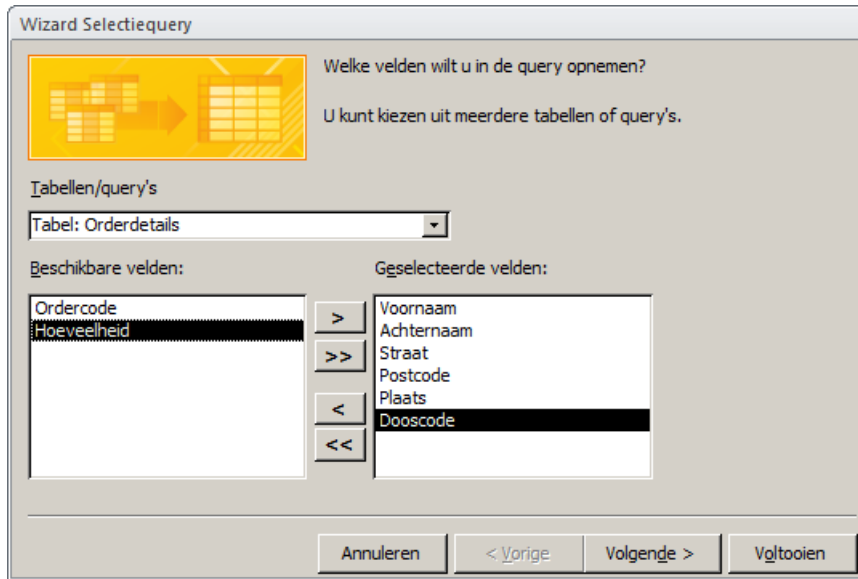 Wizard Selectiequery
Welke velden wilt u in de query opnemen?
U kunt kiezen uit meerdere tabellen of query's.
Tabellen/query's
Tabel: Orderdetails
Beschikbare velden:
Ordercode
Hoeveelheid
>
>>
<
<<
Geselecteerde velden:
Voornaam
Achternaam
Straat
Postcode
Plaats
Dooscode
Annuleren
< Vorige
Volgende >
Voltooien